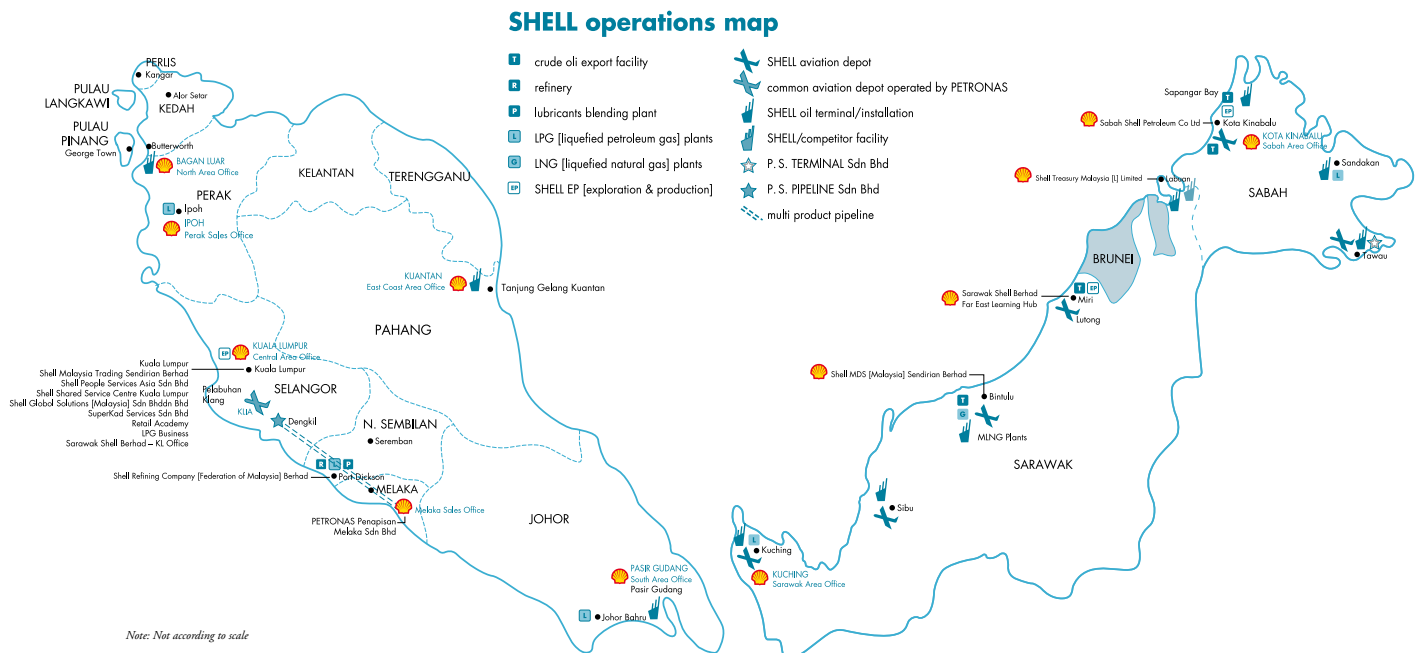 SHELL operations map
T crude oli export facility
R refinery
P lubricants blending plant
L LPG [liquefied petroleum gas] plants
G LNG [liquefied natural gas] plants
EP SHELL EP [exploration & production]
SHELL aviation depot
common aviation depot operated by PETRONAS
SHELL oil terminal/installation
SHELL/competitor facility
P. S. TERMINAL Sdn Bhd
P. S. PIPELINE Sdn Bhd
multi product pipeline
PERLIS
Kangar
PULAU
LANGKAWI
Alor Setar
KEDAH
PULAU
PINANG
George Town
Butterworth
BAGAN LUAR
North Area Office
KELANTAN
TERENGGANU
PERAK
L Ipoh
IPOH
Perak Sales Office
KUANTAN
East Coast Area Office
Tanjung Gelang Kuantan
PAHANG
EP
KUALA LUMPUR
Central Area Office
Kuala Lumpur
Kuala Lumpur
Shell Malaysia Trading Sendirian Berhad
Shell People Services Asia Sdn Bhd
Shell Shared Service Centre Kuala Lumpur
Shell Global Solutions [Malaysia] Sdn Bhddn Bhd
SuperKad Services Sdn Bhd
Retail Academy
LPG Business
Sarawak Shell Berhad – KL Office
SELANGOR
Pelabuhan
Klang
KLIA
Dengkil
N. SEMBILAN
Seremban
R L P
Shell Refining Company [Federation of Malaysia] Berhad
Port Dickson
MELAKA
Melaka Sales Office
PETRONAS Penapisan
Melaka Sdn Bhd
JOHOR
PASIR GUDANG
South Area Office
Pasir Gudang
L Johor Bahru
Note: Not according to scale
Sapangar Bay T
EP
Sabah Shell Petroleum Co Ltd
Kota Kinabalu
T
KOTA KINABALU
Sabah Area Office
Sandakan
L
Shell Treasury Malaysia [L] Limited
Labuan
SABAH
Tawau
BRUNEI
T EP
Sarawak Shell Berhad
Far East Learning Hub
Miri
Lutong
Shell MDS [Malaysia] Sendirian Berhad
Bintulu
T
G
MLNG Plants
SARAWAK
Sibu
L
Kuching
KUCHING
Sarawak Area Office